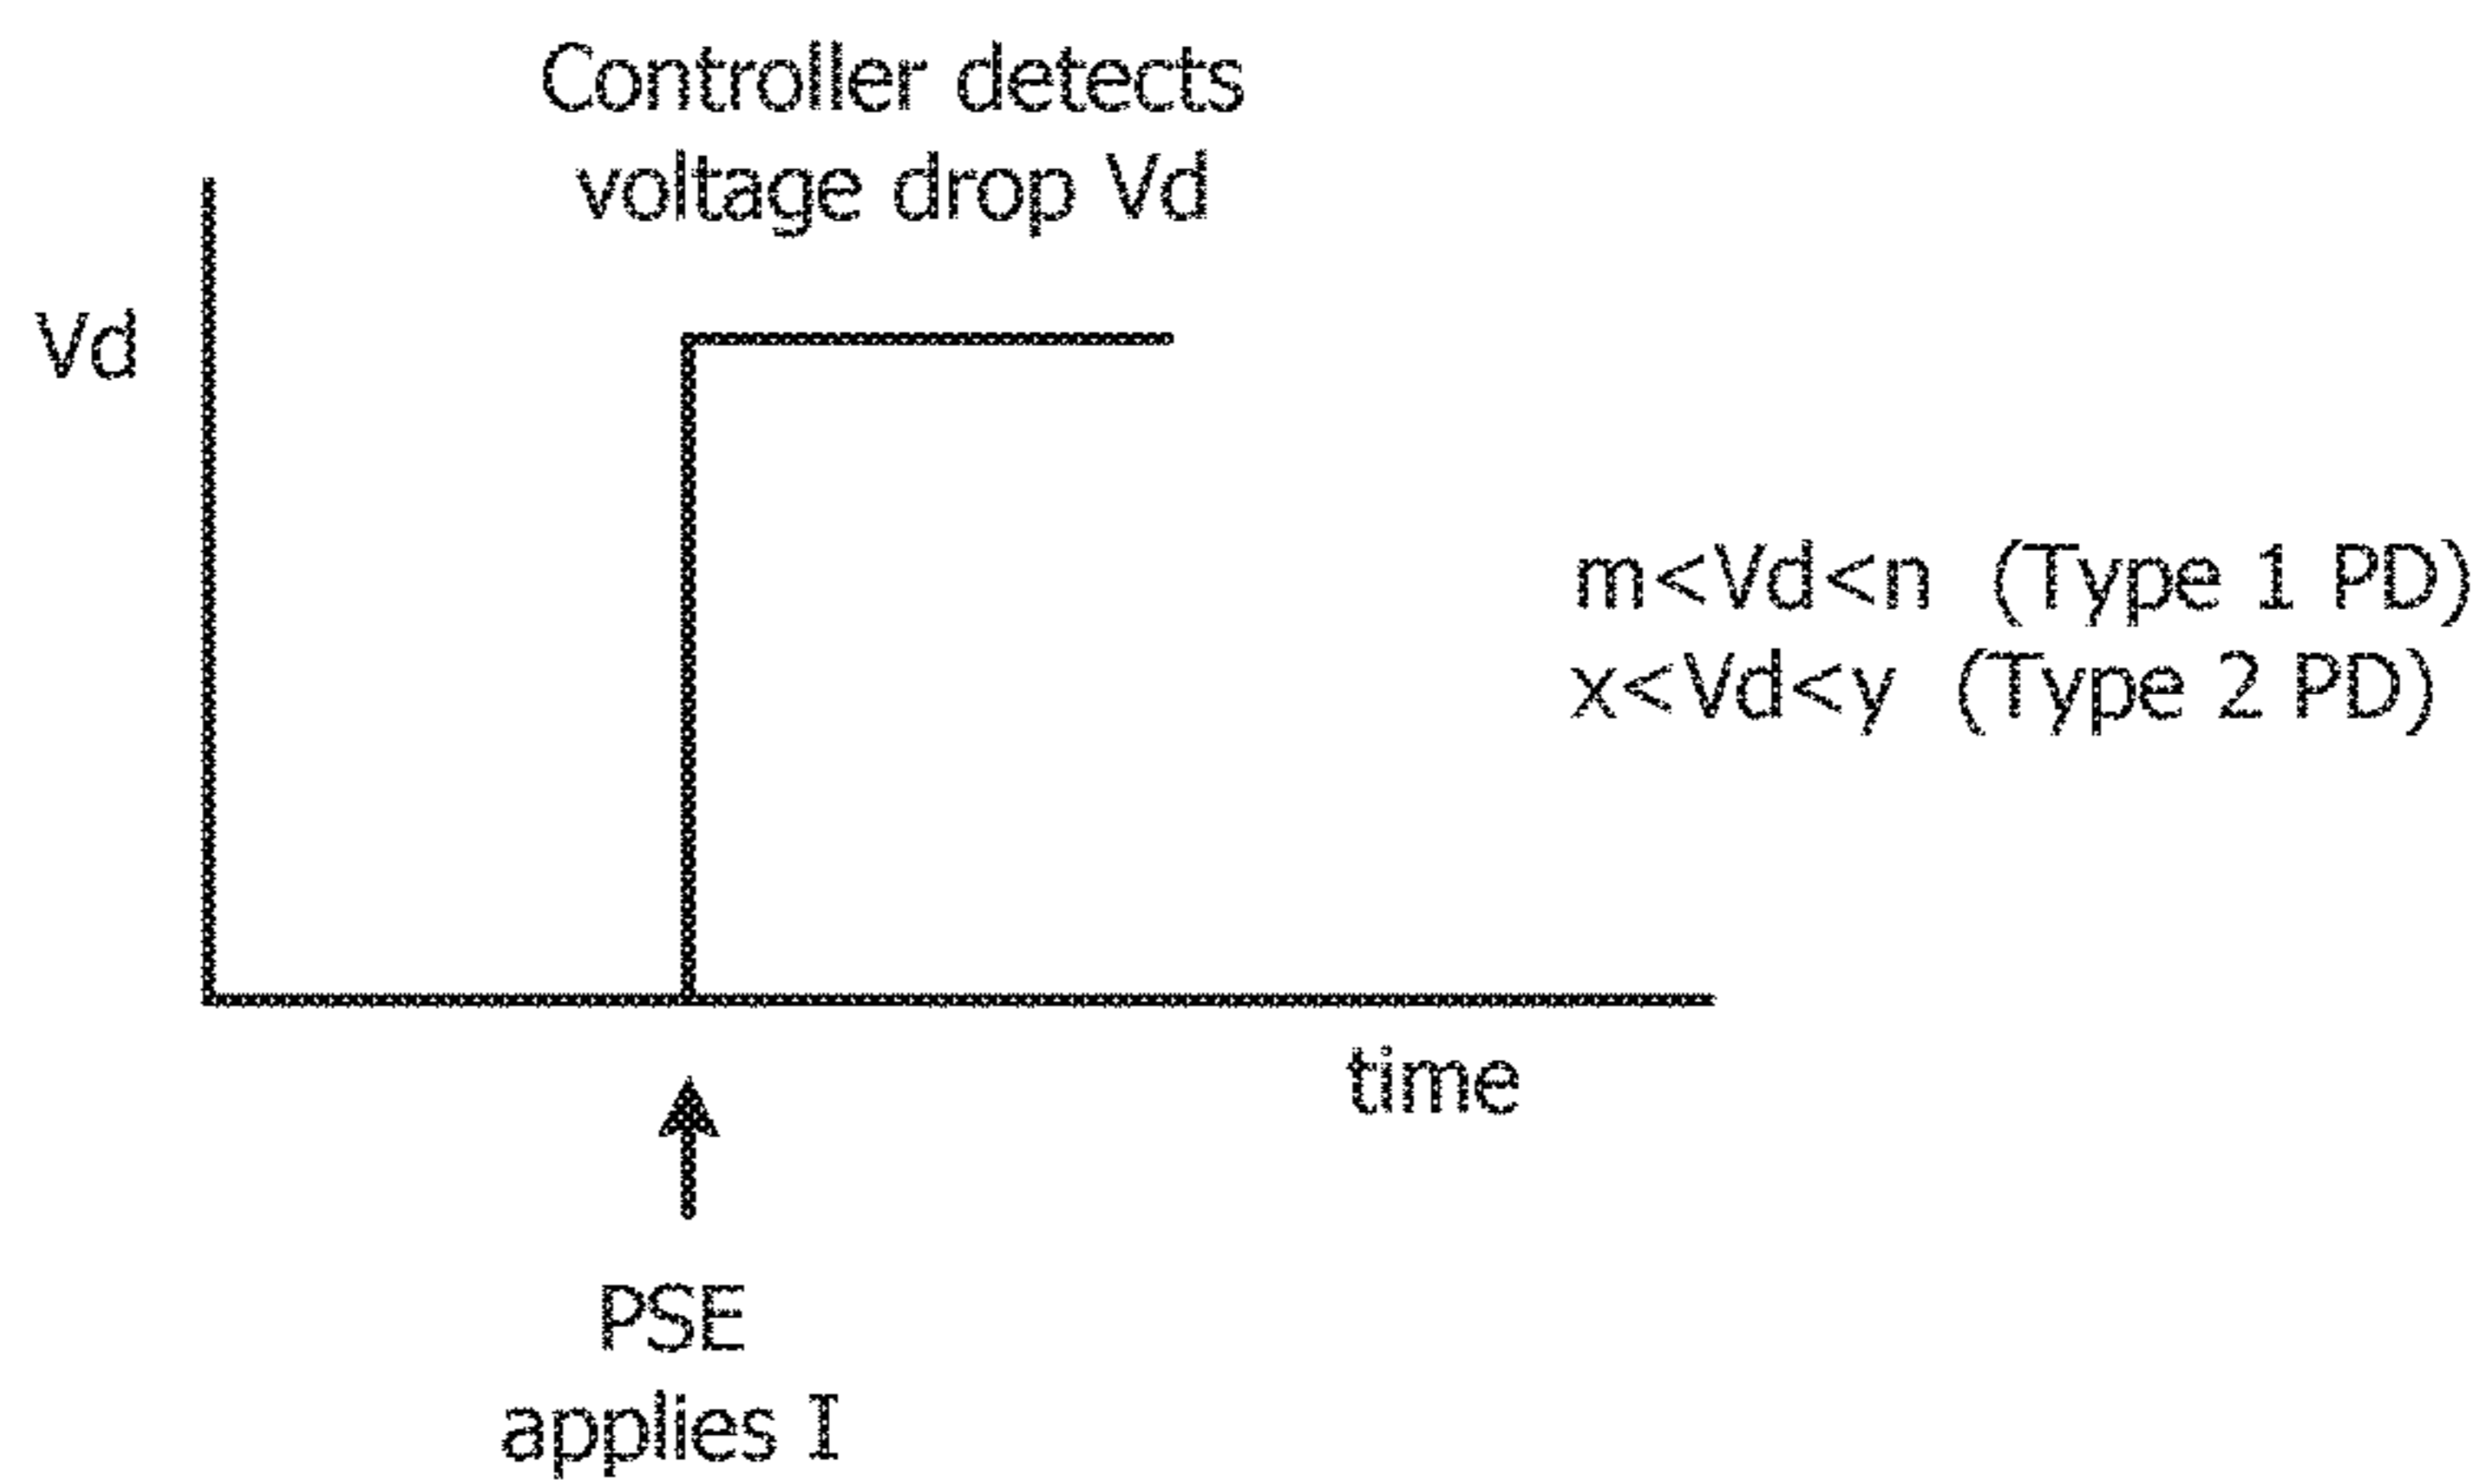 Controller detects
voltage drop Vd
Vd
m<Vd<n (Type 1 PD)
x<Vd<y (Type 2 PD)
time
PSE
applies I